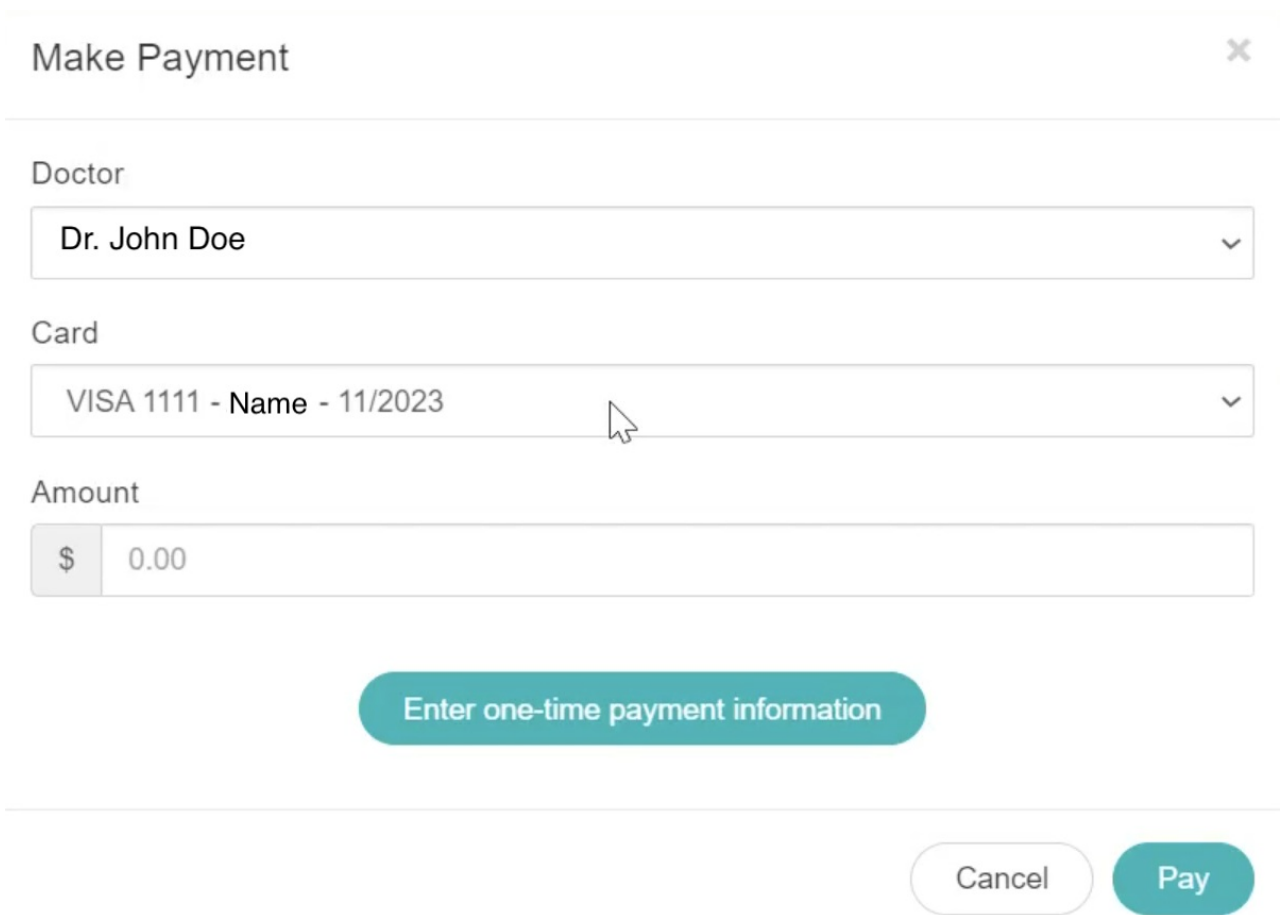 Make Payment ×
Doctor
Dr. John Doe
Card
VISA 1111 - Name - 11/2023
Amount
$ 0.00
Enter one-time payment information
Cancel Pay